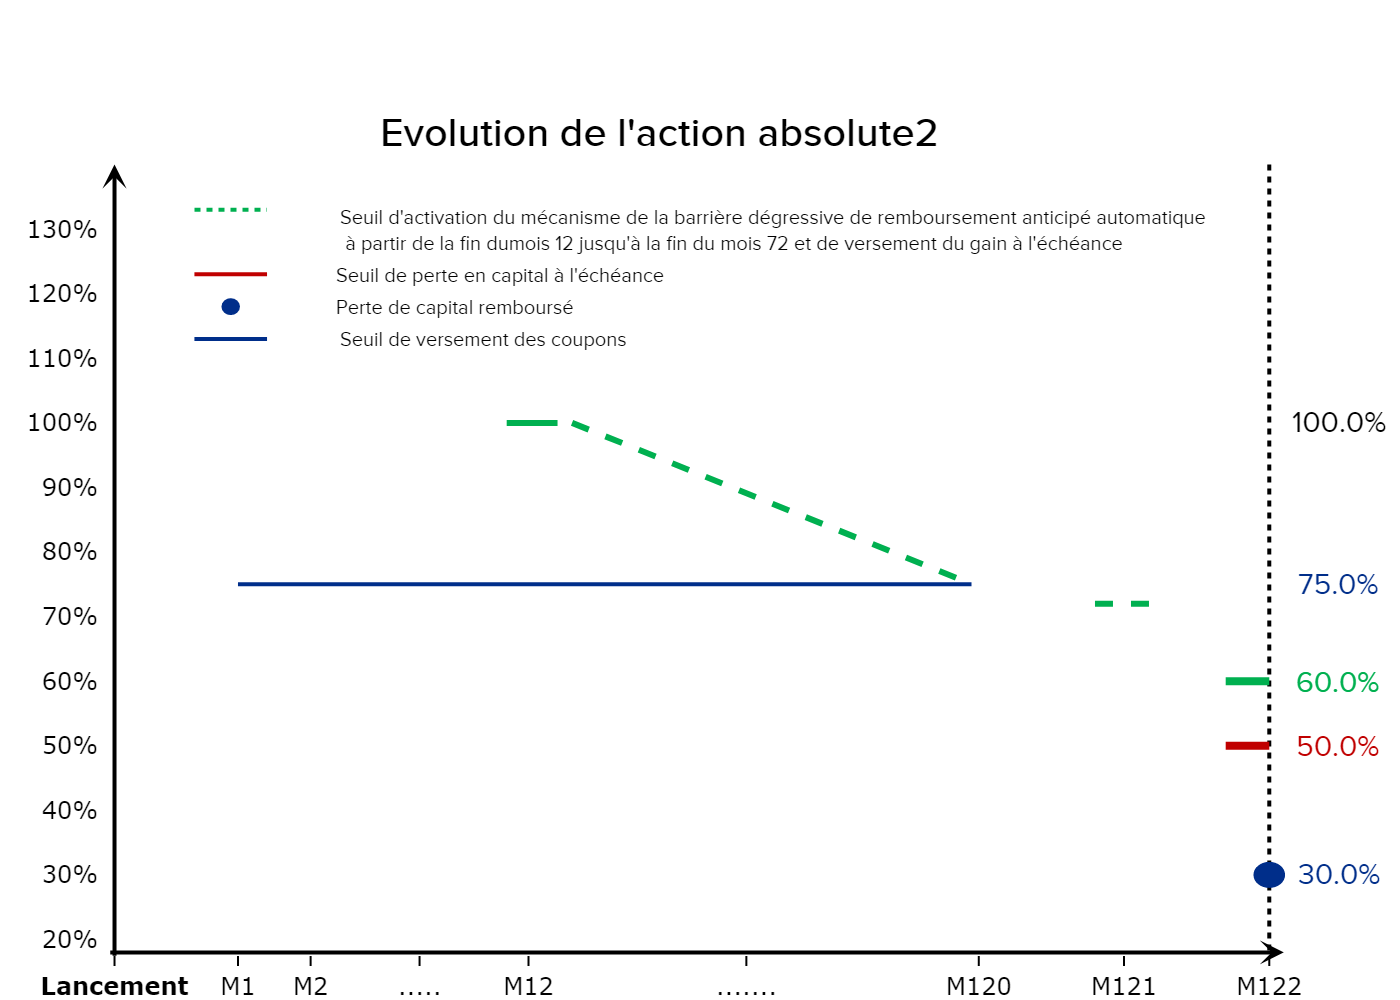 Evolution de l'action absolute2
Seuil d'activation du mécanisme de la barrière dégressive de remboursement anticipé automatique
à partir de la fin dumois 12 jusqu'à la fin du mois 72 et de versement du gain à l'échéance
Seuil de perte en capital à l'échéance
Perte de capital remboursé
Seuil de versement des coupons
130%
120%
110%
100%
90%
80%
70%
60%
50%
40%
30%
20%
100.0%
75.0%
60.0%
50.0%
30.0%
Lancement M1 M2 ..... M12 ....... M120 M121 M122